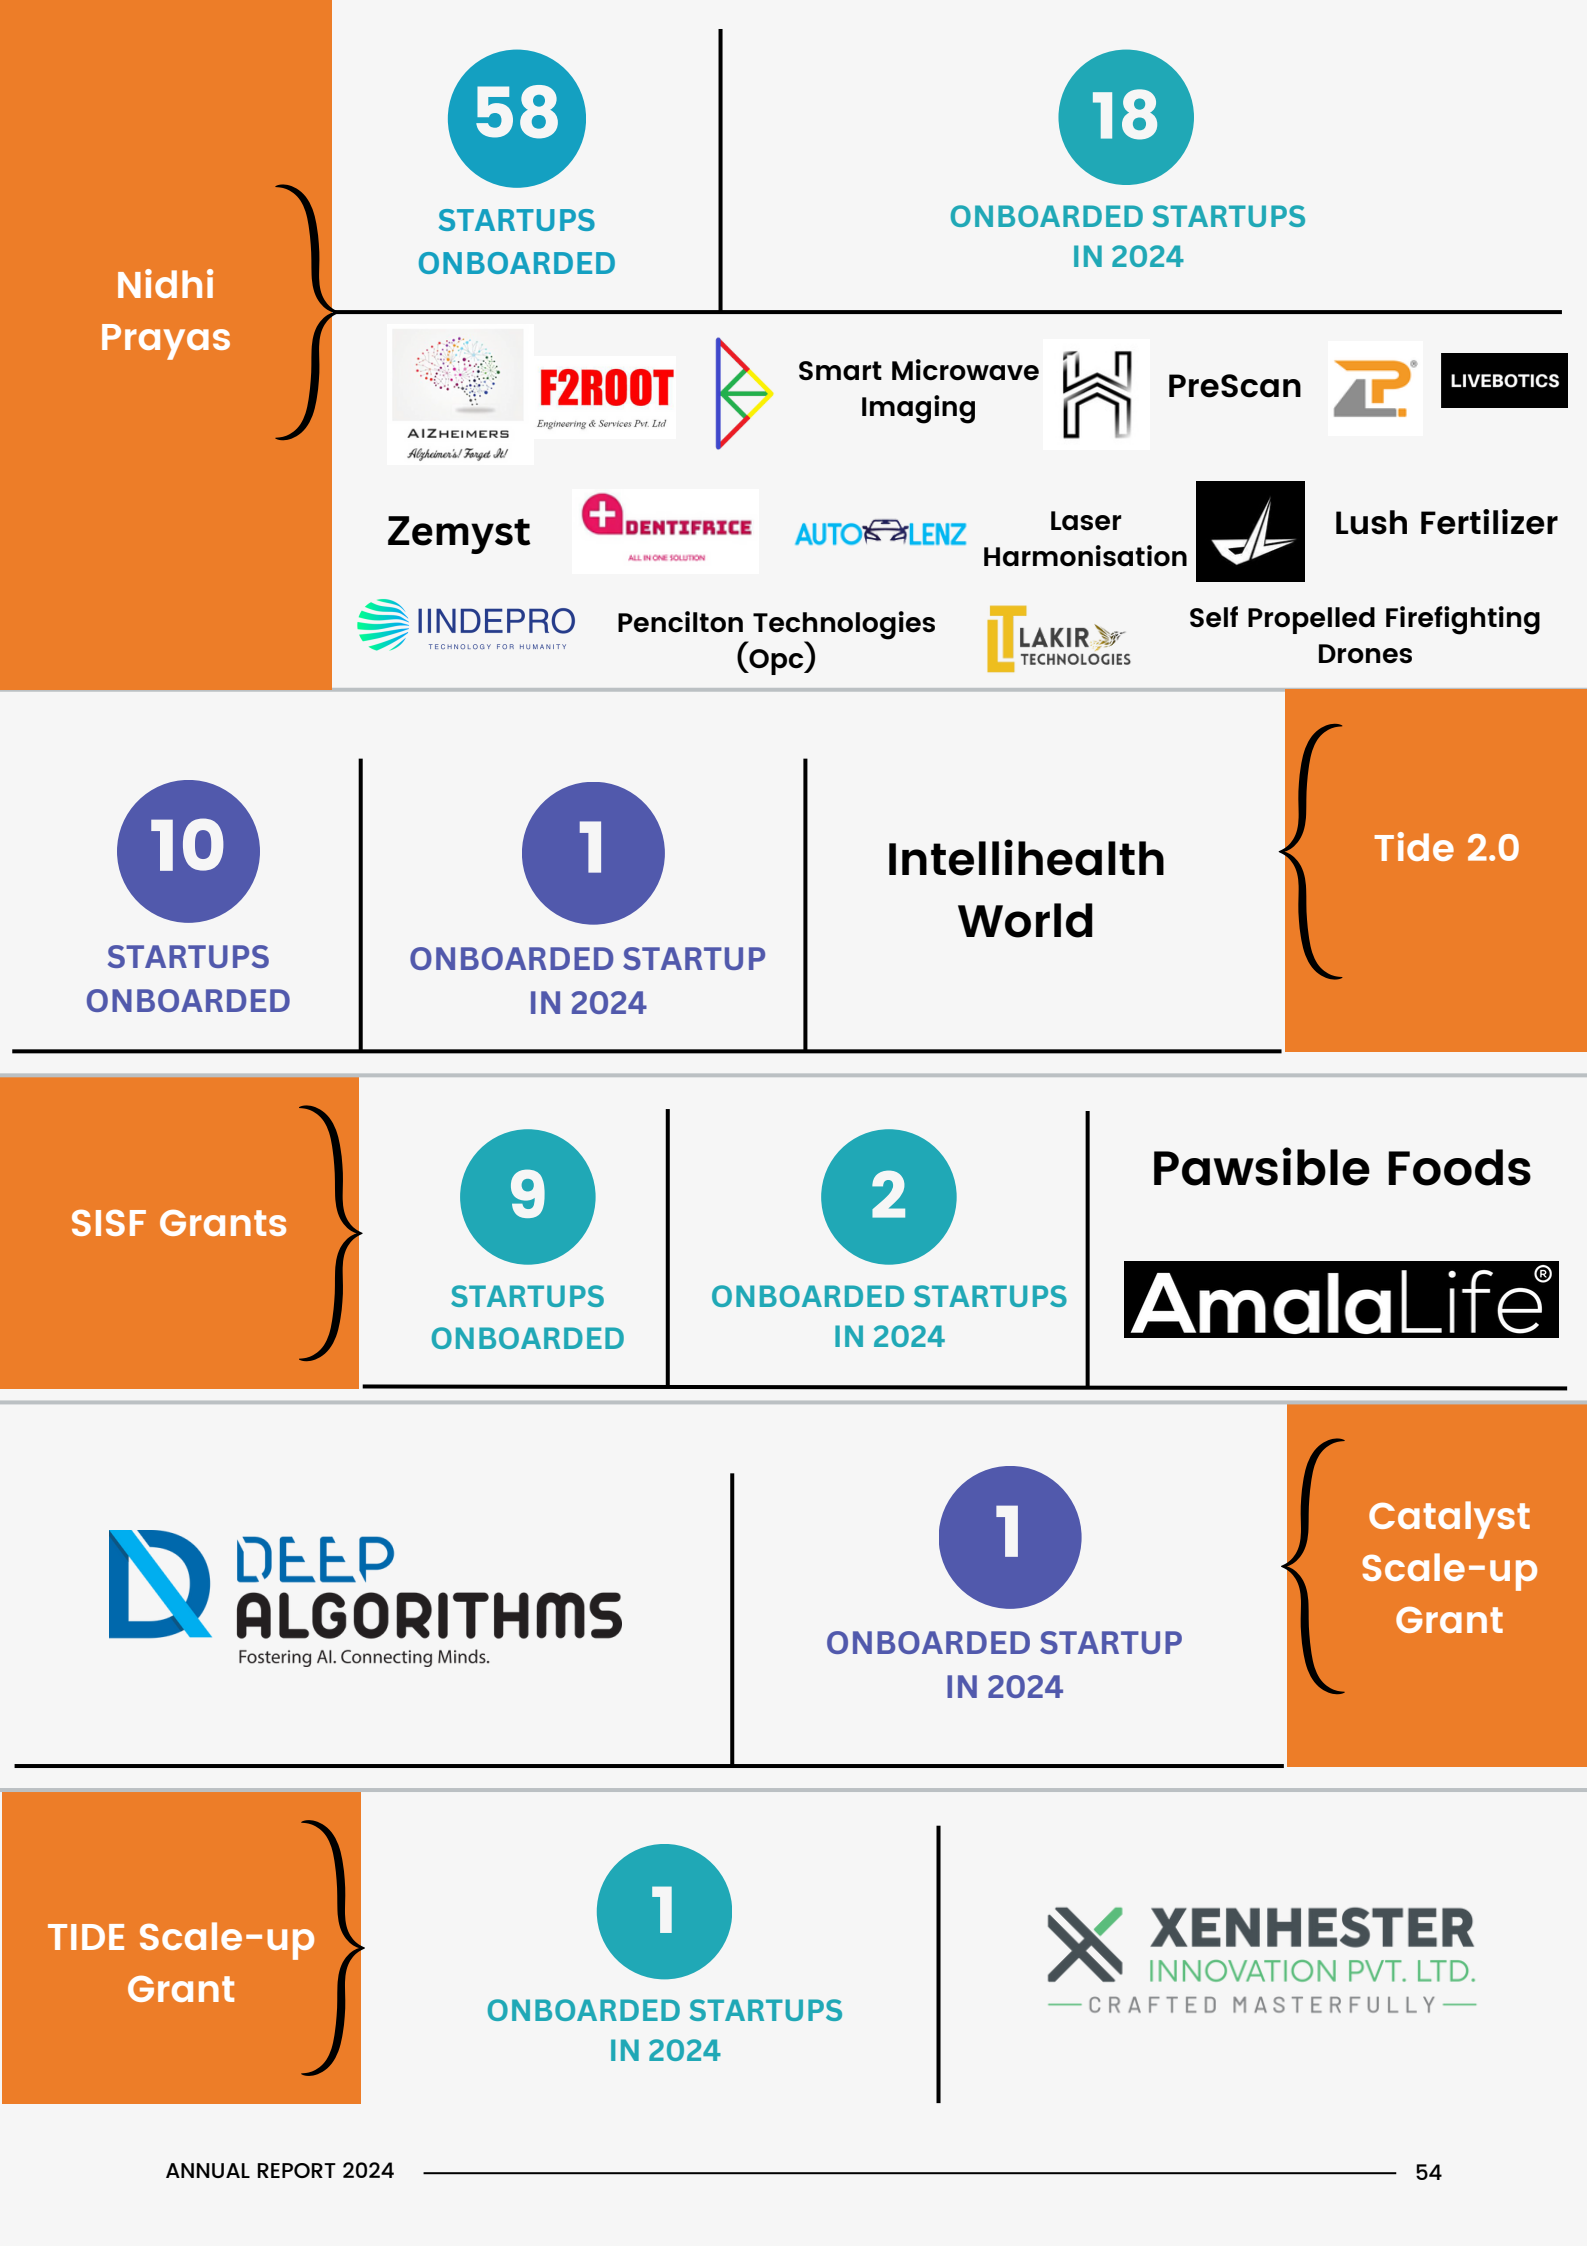 58
STARTUPS
ONBOARDED
18
ONBOARDED STARTUPS
IN 2024
Nidhi
Prayas
AIZHEIMERS
Alzheimer's! Forget It!
F2ROOT
Engineering & Services Pvt. Ltd
Smart Microwave
Imaging
PreScan
®
LIVEBOTICS
Zemyst
DENTIFRICE
ALL IN ONE SOLUTION
AUTO LENZ
Laser
Harmonisation
Lush Fertilizer
IINDEPRO
TECHNOLOGY FOR HUMANITY
Pencilton Technologies
(Opc)
LAKIR
TECHNOLOGIES
Self Propelled Firefighting
Drones
10
STARTUPS
ONBOARDED
1
ONBOARDED STARTUP
IN 2024
Intellihealth
World
Tide 2.0
SISF Grants
9
STARTUPS
ONBOARDED
2
ONBOARDED STARTUPS
IN 2024
Pawsible Foods
AmalaLife®
DEEP
ALGORITHMS
Fostering AI. Connecting Minds.
1
ONBOARDED STARTUP
IN 2024
Catalyst
Scale-up
Grant
TIDE Scale-up
Grant
1
ONBOARDED STARTUPS
IN 2024
XENHESTER
INNOVATION PVT. LTD.
CRAFTED MASTERFULLY
ANNUAL REPORT 2024
54